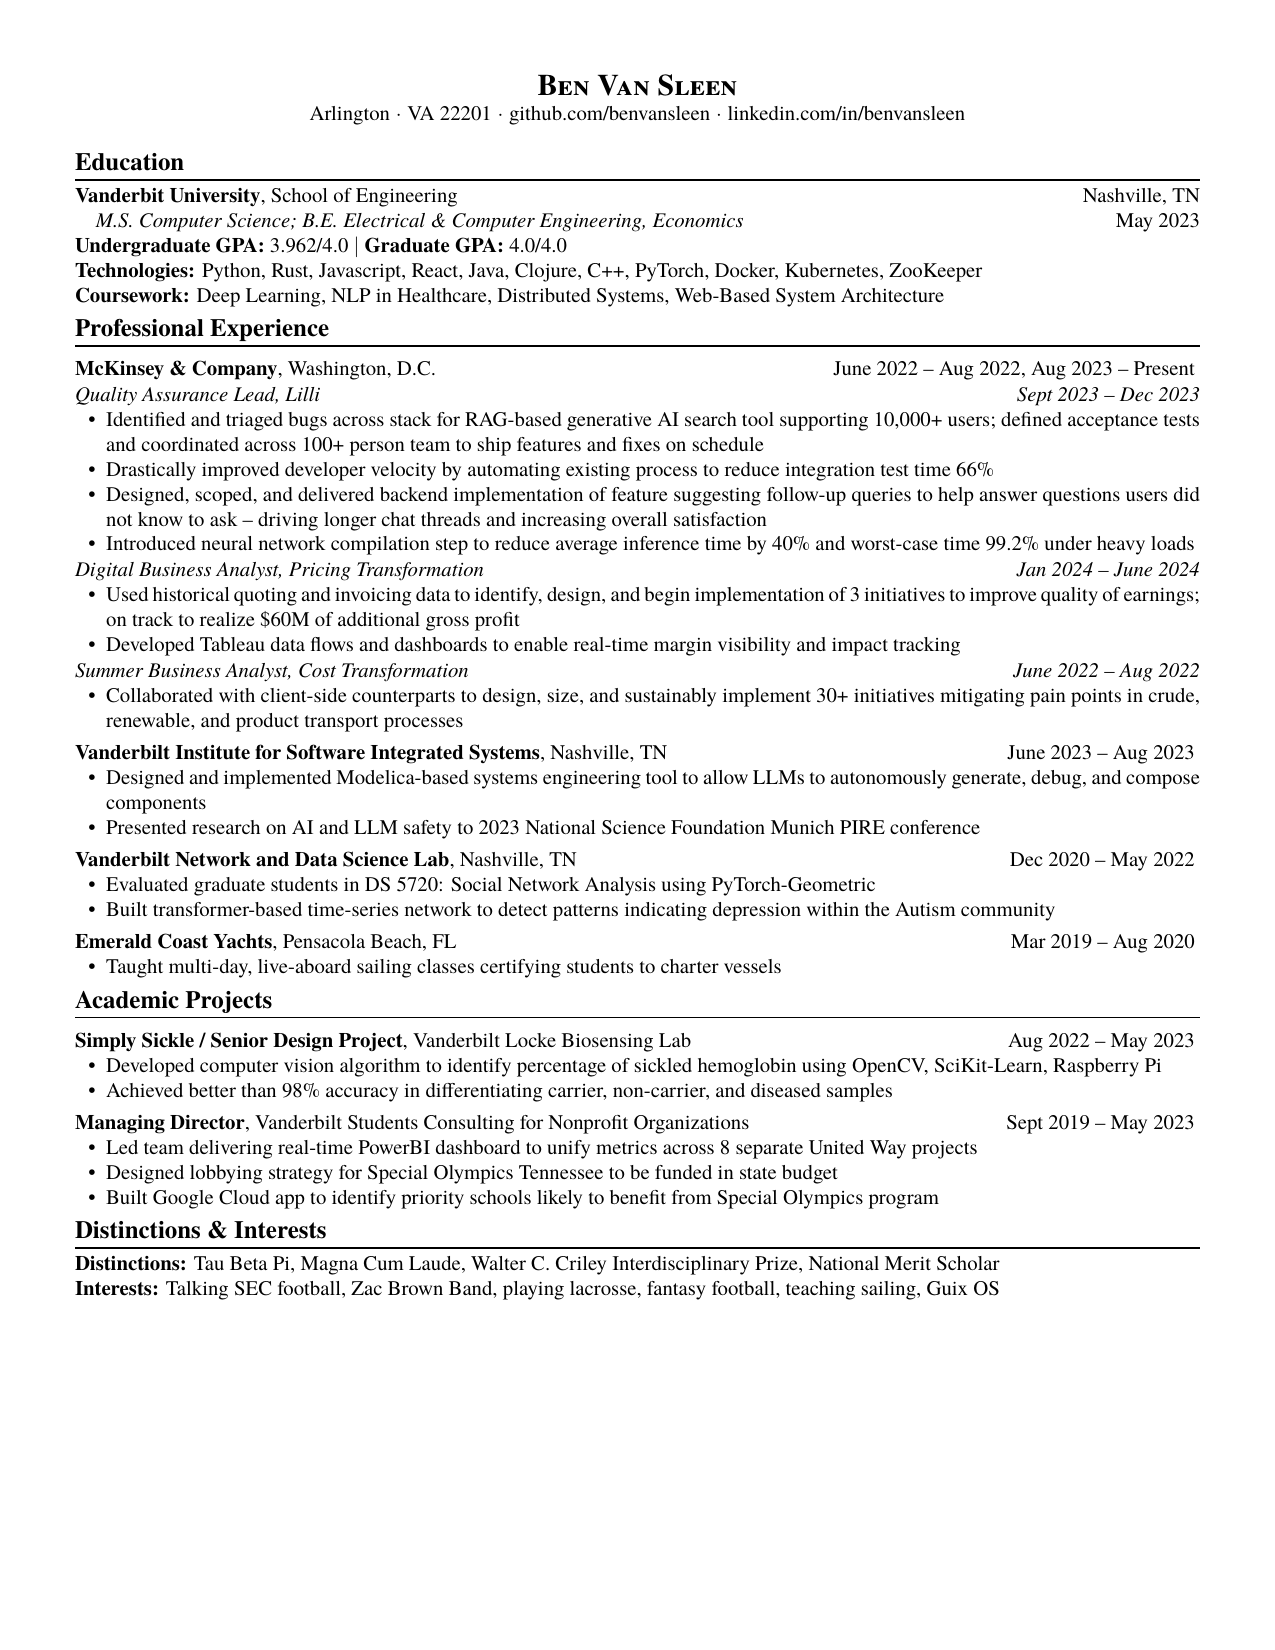 Ben Van Sleen
Arlington · VA 22201 · github.com/benvansleen · linkedin.com/in/benvansleen
Education
Vanderbit University, School of Engineering Nashville, TN
M.S. Computer Science; B.E. Electrical & Computer Engineering, Economics May 2023
Undergraduate GPA: 3.962/4.0 | Graduate GPA: 4.0/4.0
Technologies: Python, Rust, Javascript, React, Java, Clojure, C++, PyTorch, Docker, Kubernetes, ZooKeeper
Coursework: Deep Learning, NLP in Healthcare, Distributed Systems, Web-Based System Architecture
Professional Experience
McKinsey & Company, Washington, D.C. June 2022 – Aug 2022, Aug 2023 – Present
Quality Assurance Lead, Lilli Sept 2023 – Dec 2023
• Identified and triaged bugs across stack for RAG-based generative AI search tool supporting 10,000+ users; defined acceptance tests
and coordinated across 100+ person team to ship features and fixes on schedule
• Drastically improved developer velocity by automating existing process to reduce integration test time 66%
• Designed, scoped, and delivered backend implementation of feature suggesting follow-up queries to help answer questions users did
not know to ask – driving longer chat threads and increasing overall satisfaction
• Introduced neural network compilation step to reduce average inference time by 40% and worst-case time 99.2% under heavy loads
Digital Business Analyst, Pricing Transformation Jan 2024 – June 2024
• Used historical quoting and invoicing data to identify, design, and begin implementation of 3 initiatives to improve quality of earnings;
on track to realize $60M of additional gross profit
• Developed Tableau data flows and dashboards to enable real-time margin visibility and impact tracking
Summer Business Analyst, Cost Transformation June 2022 – Aug 2022
• Collaborated with client-side counterparts to design, size, and sustainably implement 30+ initiatives mitigating pain points in crude,
renewable, and product transport processes
Vanderbilt Institute for Software Integrated Systems, Nashville, TN June 2023 – Aug 2023
• Designed and implemented Modelica-based systems engineering tool to allow LLMs to autonomously generate, debug, and compose
components
• Presented research on AI and LLM safety to 2023 National Science Foundation Munich PIRE conference
Vanderbilt Network and Data Science Lab, Nashville, TN Dec 2020 – May 2022
• Evaluated graduate students in DS 5720: Social Network Analysis using PyTorch-Geometric
• Built transformer-based time-series network to detect patterns indicating depression within the Autism community
Emerald Coast Yachts, Pensacola Beach, FL Mar 2019 – Aug 2020
• Taught multi-day, live-aboard sailing classes certifying students to charter vessels
Academic Projects
Simply Sickle / Senior Design Project, Vanderbilt Locke Biosensing Lab Aug 2022 – May 2023
• Developed computer vision algorithm to identify percentage of sickled hemoglobin using OpenCV, SciKit-Learn, Raspberry Pi
• Achieved better than 98% accuracy in differentiating carrier, non-carrier, and diseased samples
Managing Director, Vanderbilt Students Consulting for Nonprofit Organizations Sept 2019 – May 2023
• Led team delivering real-time PowerBI dashboard to unify metrics across 8 separate United Way projects
• Designed lobbying strategy for Special Olympics Tennessee to be funded in state budget
• Built Google Cloud app to identify priority schools likely to benefit from Special Olympics program
Distinctions & Interests
Distinctions: Tau Beta Pi, Magna Cum Laude, Walter C. Criley Interdisciplinary Prize, National Merit Scholar
Interests: Talking SEC football, Zac Brown Band, playing lacrosse, fantasy football, teaching sailing, Guix OS